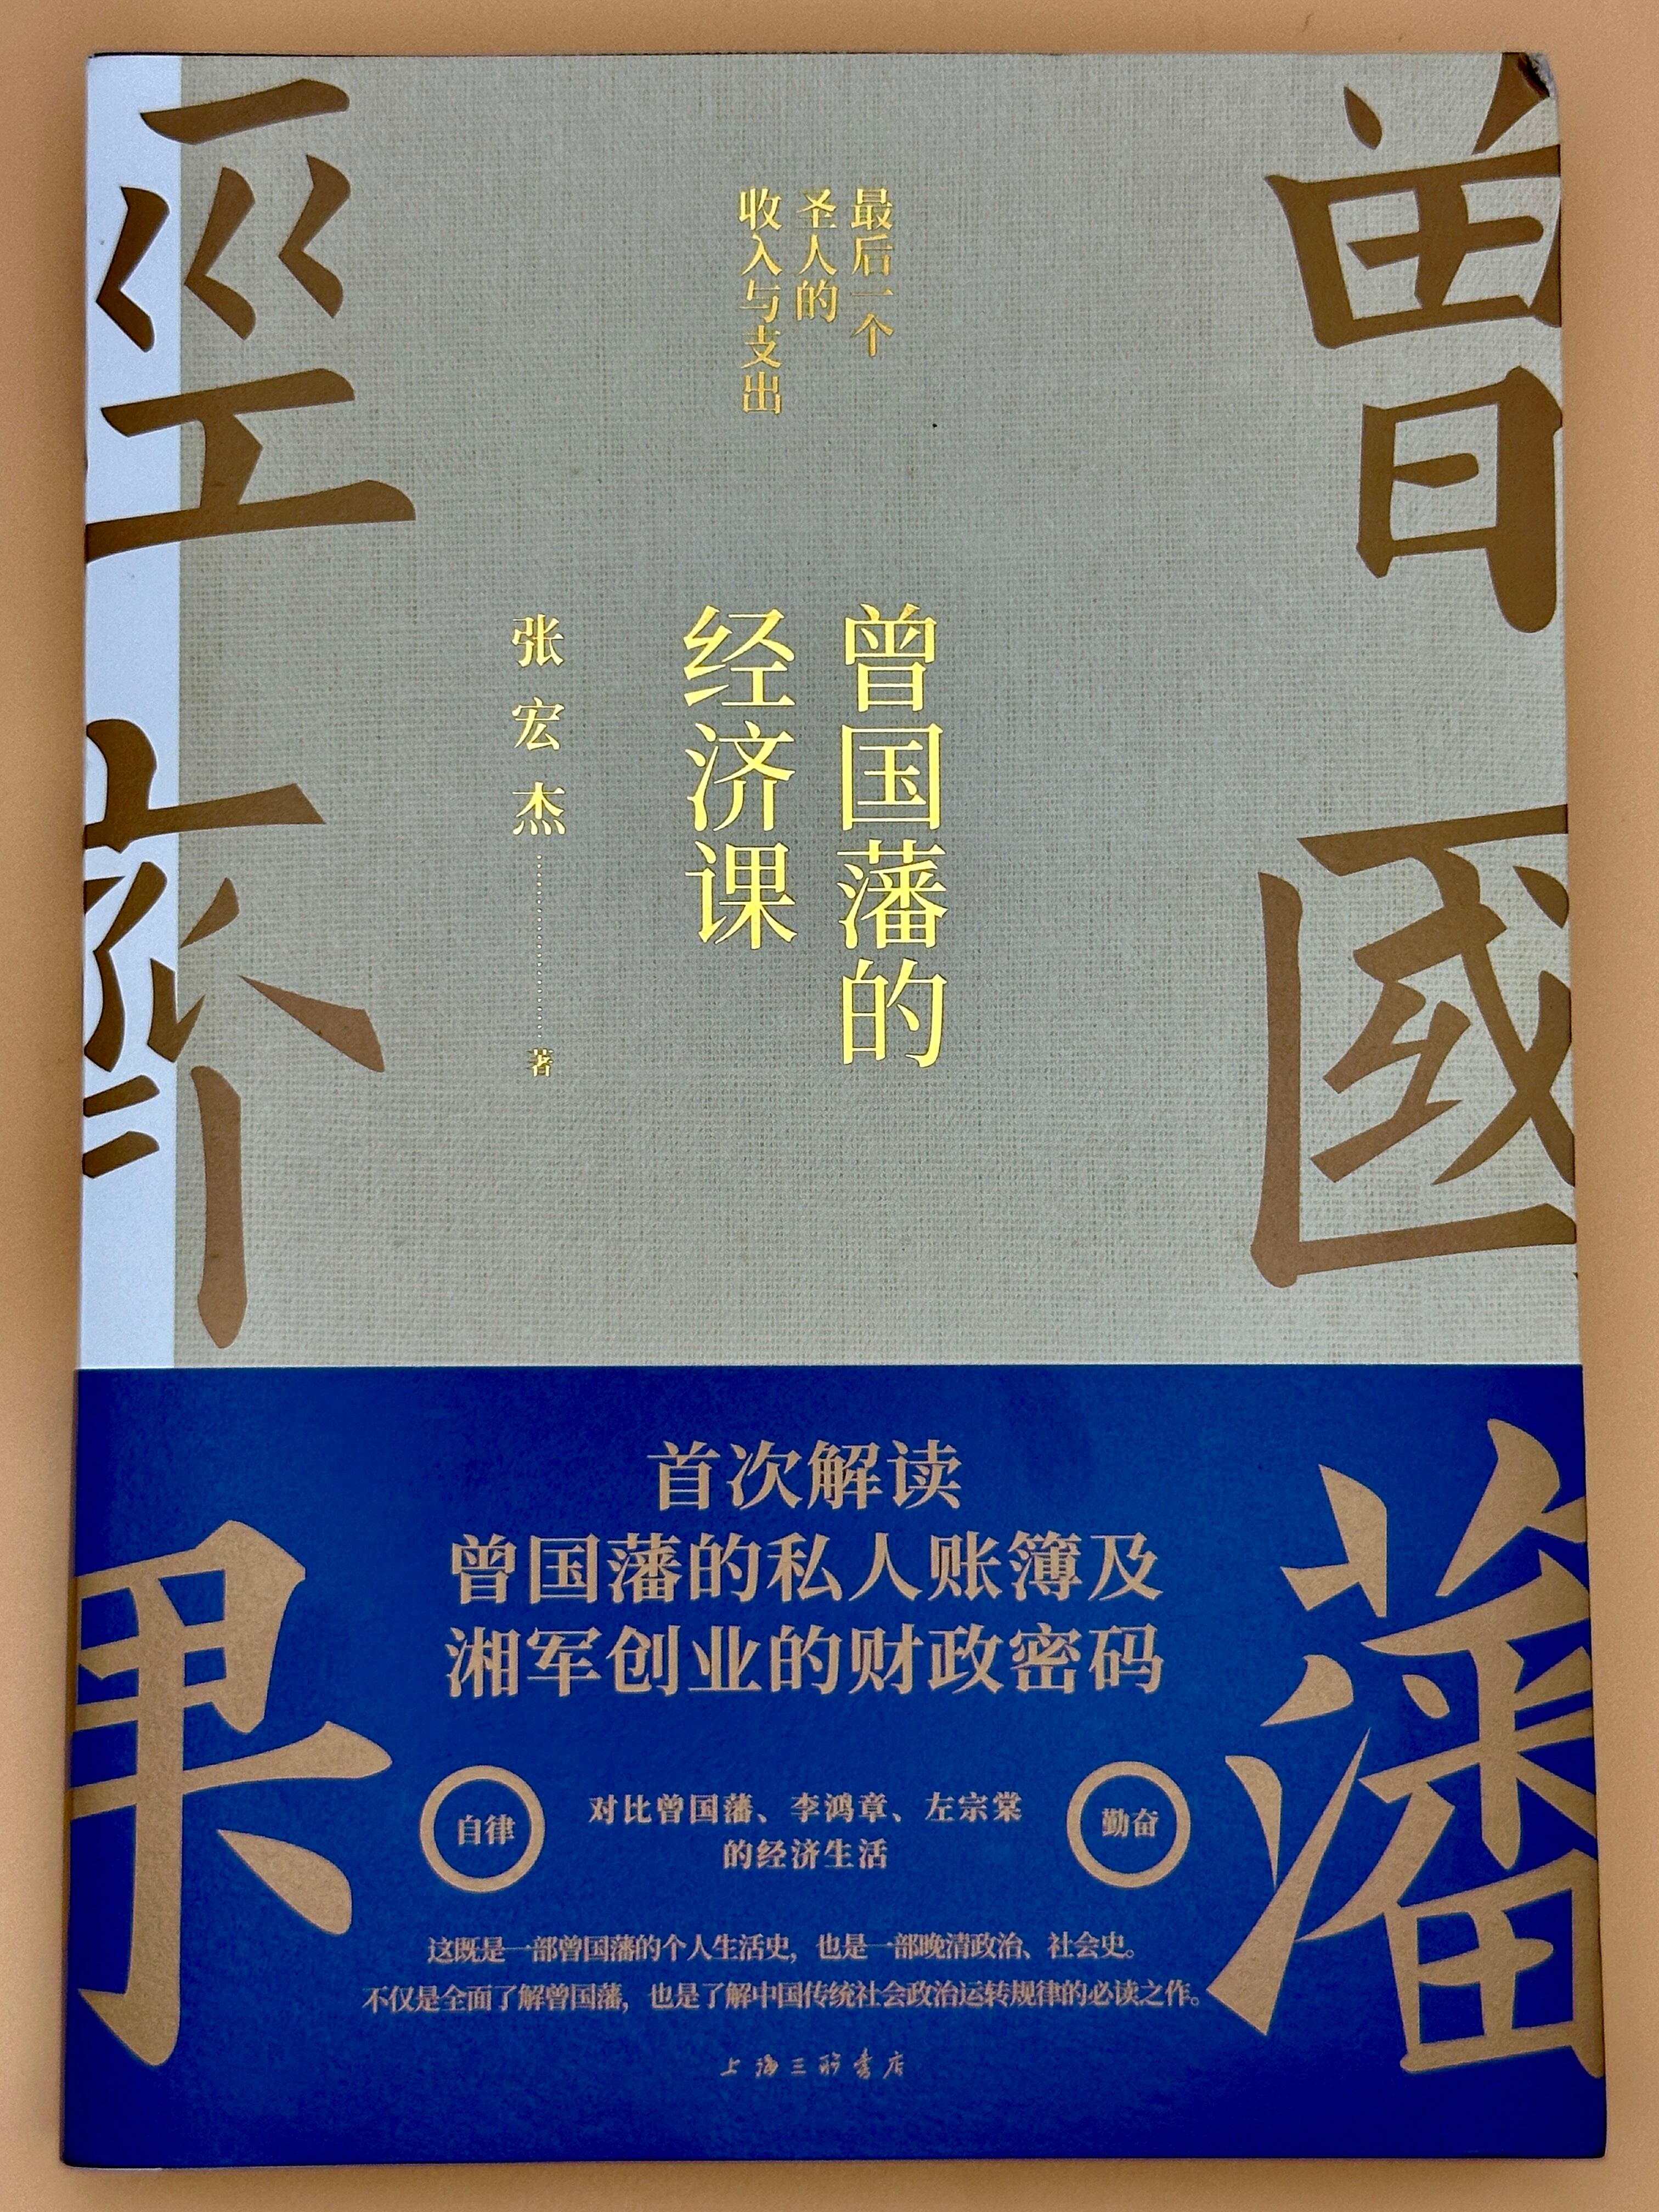 曾國藩
經濟
果
最后一个
圣人的
收入与支出
曾国藩的
经济课
张宏杰
著
首次解读
曾国藩的私人账簿及
湘军创业的财政密码
自律
对比曾国藩、李鸿章、左宗棠
的经济生活
勤奋
这既是一部曾国藩的个人生活史，也是一部晚清政治、社会史。
不仅是全面了解曾国藩，也是了解中国传统社会政治运转规律的必读之作。
上海三联书店